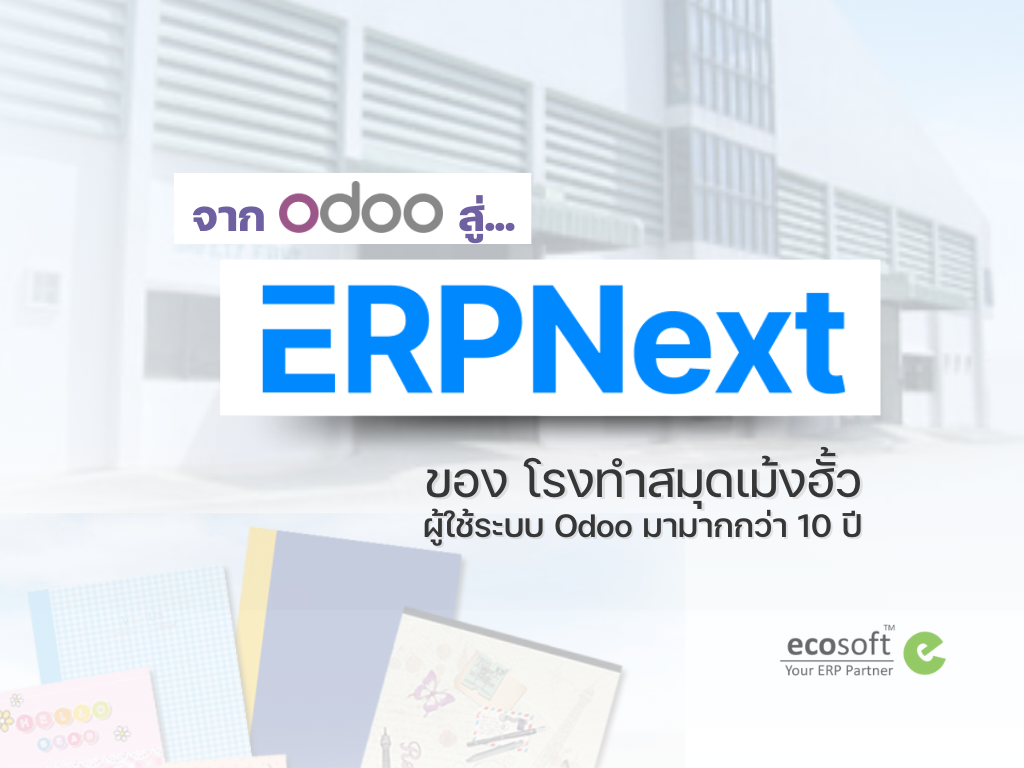 จาก odoo สู่...
ERPNext
ของ โรงทำสมุดเม้งฮั้ว
ผู้ใช้ระบบ Odoo มามากกว่า 10 ปี
ecosoft™
Your ERP Partner
HELLO
BEAR